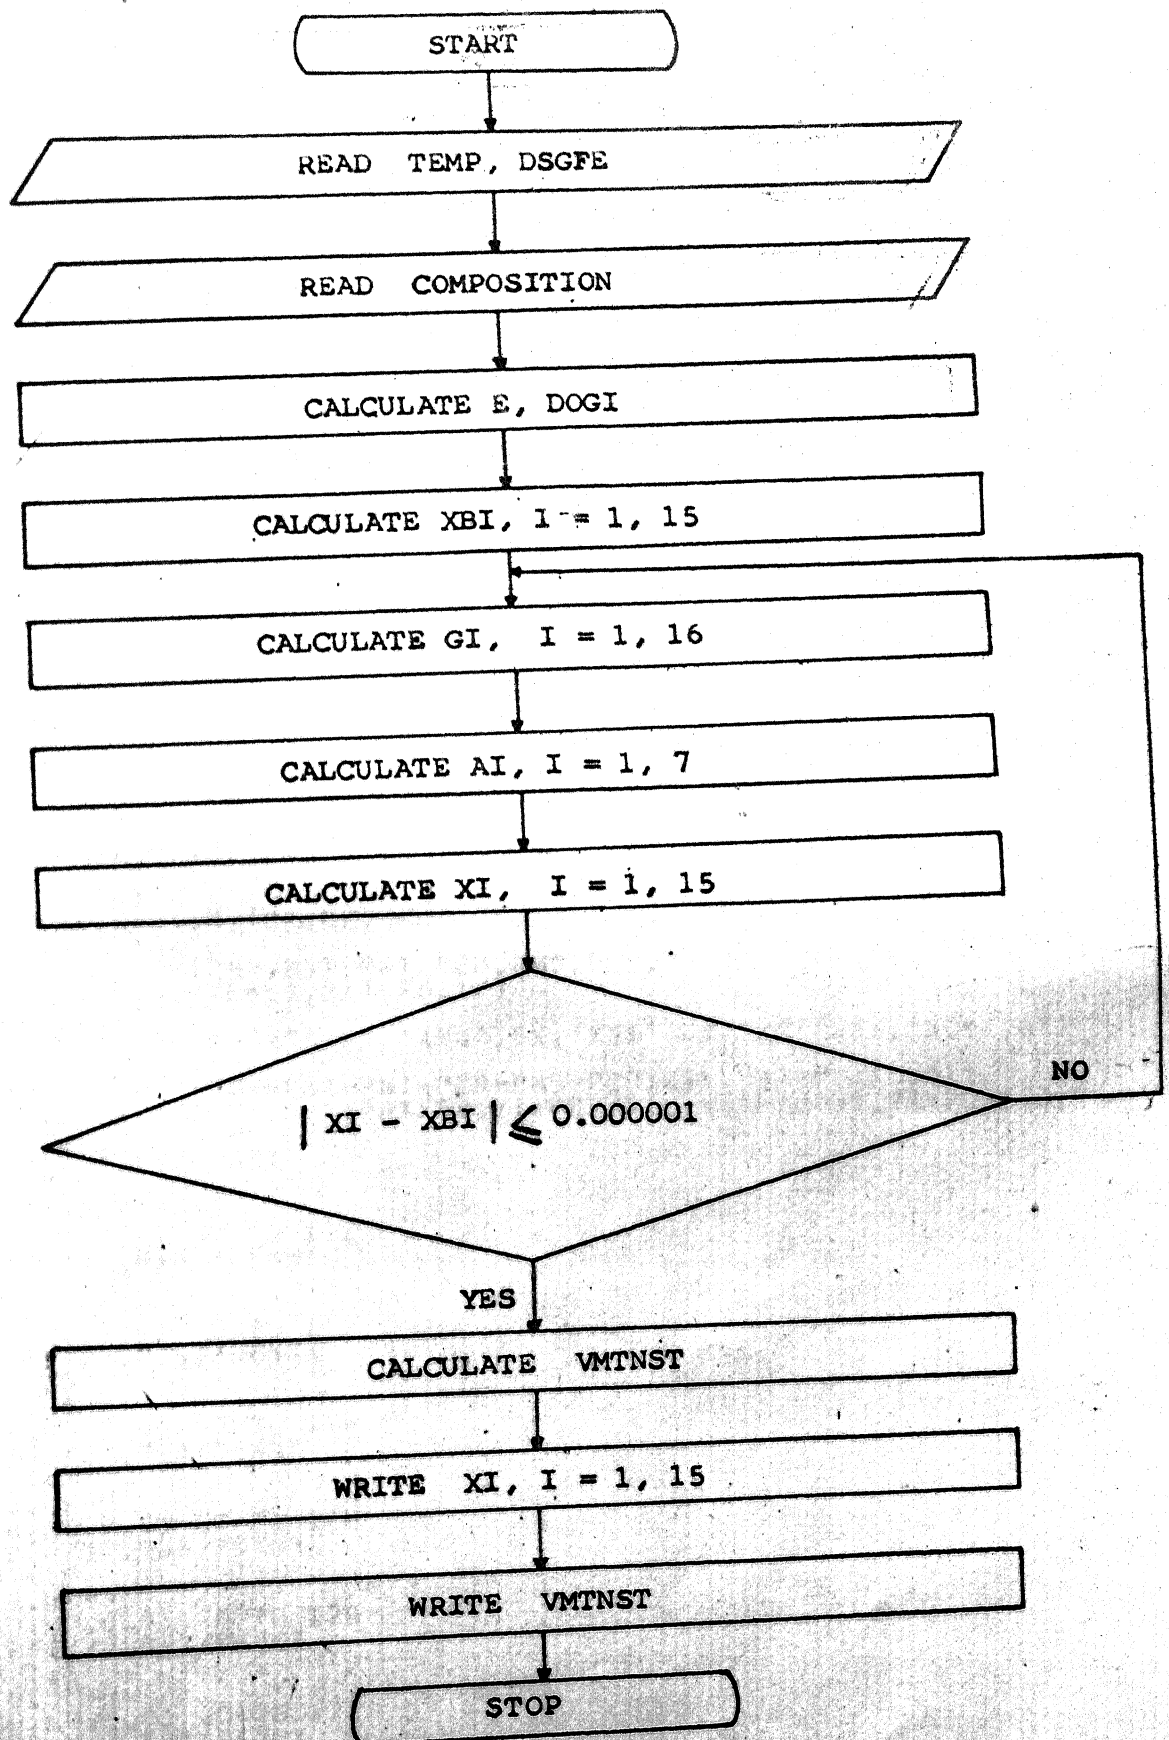 START
READ TEMP, DSGFE
READ COMPOSITION
CALCULATE E, DOGI
CALCULATE XBI, I = 1, 15
CALCULATE GI, I = 1, 16
CALCULATE AI, I = 1, 7
CALCULATE XI, I = 1, 15
NO
| XI - XBI | ≤ 0.000001
YES
CALCULATE VMTNST
WRITE XI, I = 1, 15
WRITE VMTNST
STOP